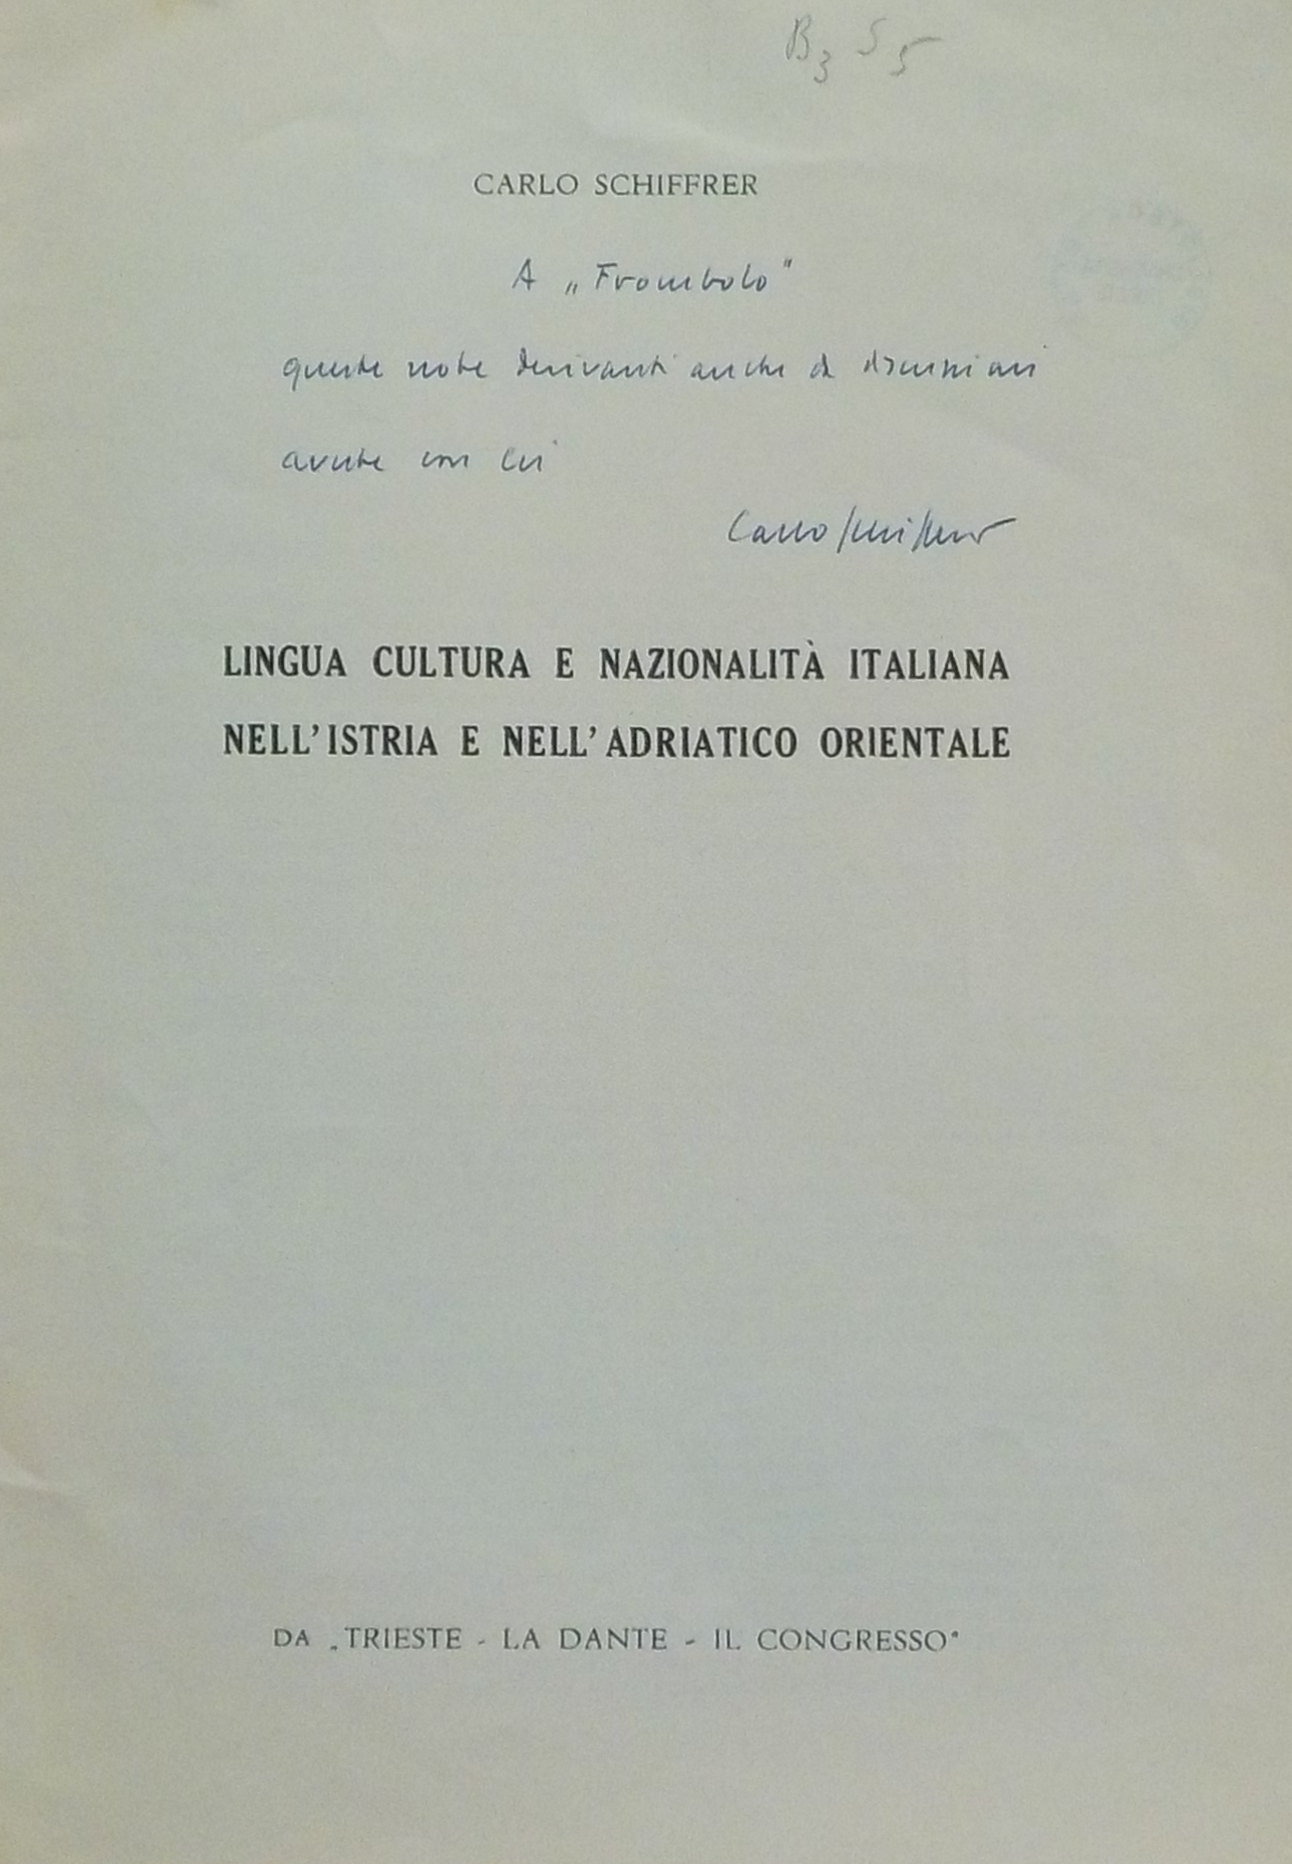 B3 S5
CARLO SCHIFFRER
A „Frombolo"
queste note derivanti anche da discussioni
avute con lui
Carlo Schiffrer
LINGUA CULTURA E NAZIONALITÀ ITALIANA
NELL'ISTRIA E NELL'ADRIATICO ORIENTALE
DA „TRIESTE - LA DANTE - IL CONGRESSO"